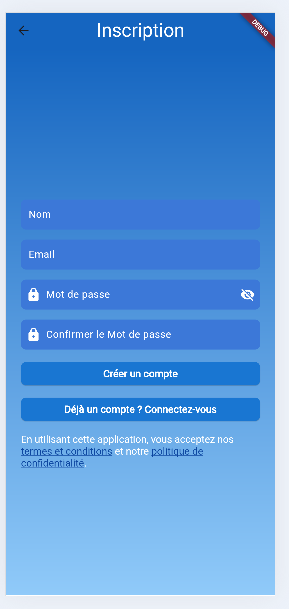 Inscription
DEBUG
Nom
Email
Mot de passe
Confirmer le Mot de passe
Créer un compte
Déjà un compte ? Connectez-vous
En utilisant cette application, vous acceptez nos
termes et conditions et notre politique de
confidentialité.